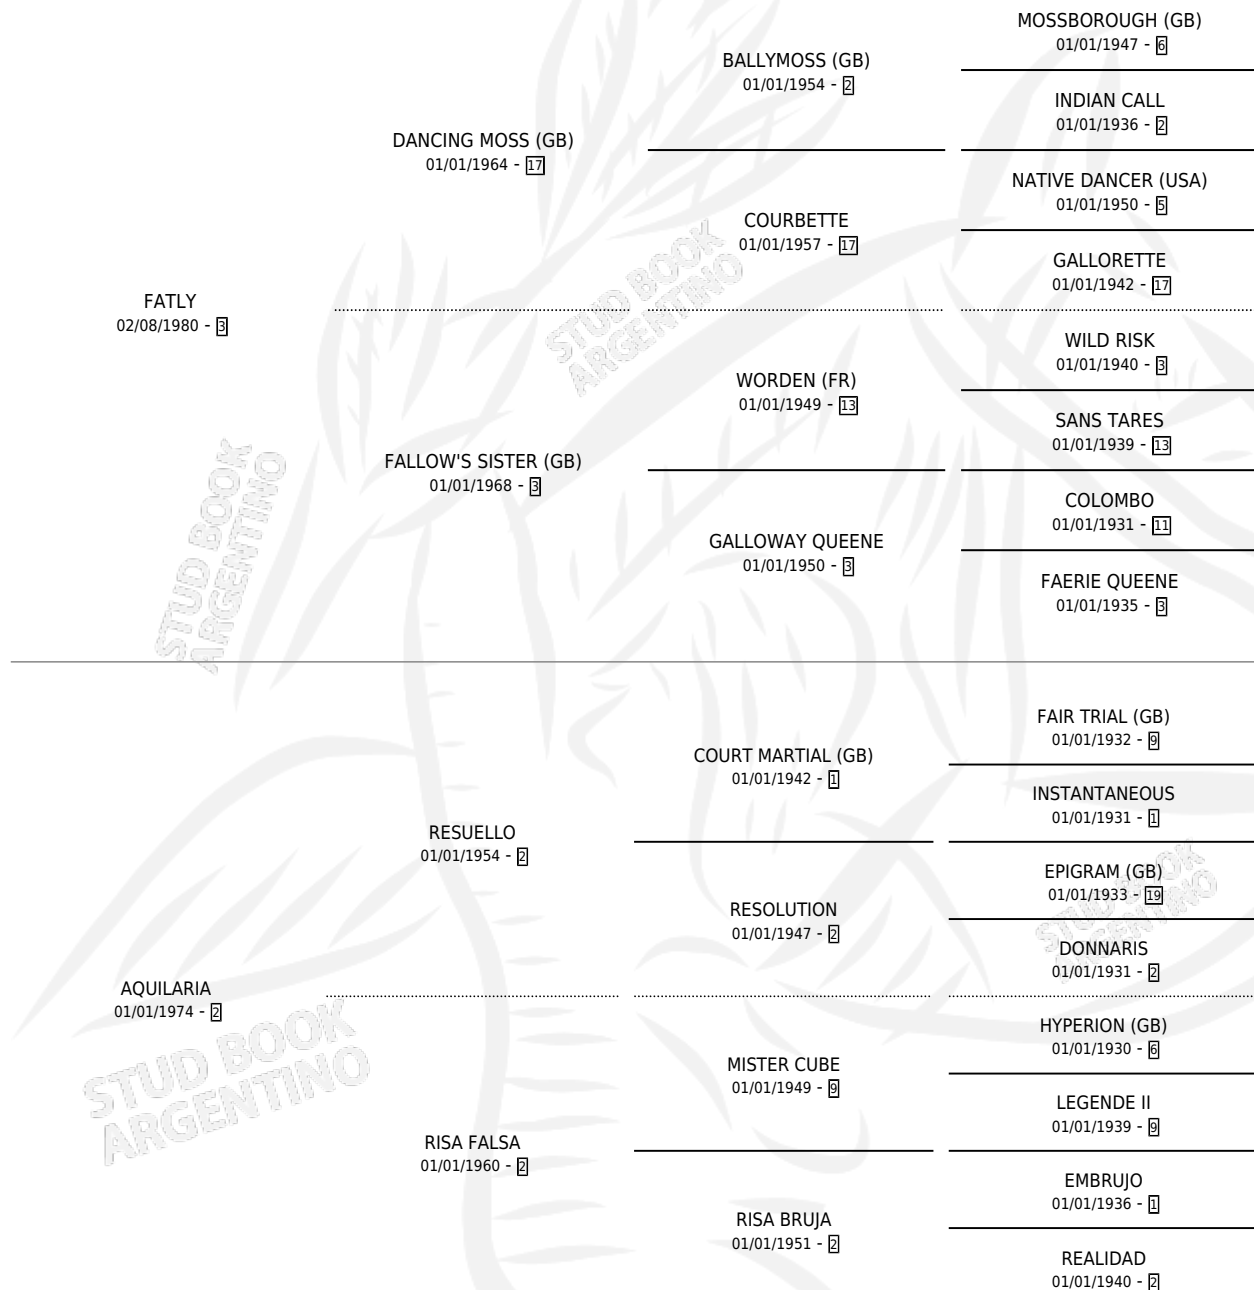 MOSSBOROUGH (GB)
01/01/1947 - 6
BALLYMOSS (GB)
01/01/1954 - 2
INDIAN CALL
01/01/1936 - 2
DANCING MOSS (GB)
01/01/1964 - 17
NATIVE DANCER (USA)
01/01/1950 - 5
COURBETTE
01/01/1957 - 17
GALLORETTE
01/01/1942 - 17
FATLY
02/08/1980 - 3
WILD RISK
01/01/1940 - 3
WORDEN (FR)
01/01/1949 - 13
SANS TARES
01/01/1939 - 13
FALLOW'S SISTER (GB)
01/01/1968 - 3
COLOMBO
01/01/1931 - 11
GALLOWAY QUEENE
01/01/1950 - 3
FAERIE QUEENE
01/01/1935 - 3
FAIR TRIAL (GB)
01/01/1932 - 9
COURT MARTIAL (GB)
01/01/1942 - 1
INSTANTANEOUS
01/01/1931 - 1
RESUELLO
01/01/1954 - 2
EPIGRAM (GB)
01/01/1933 - 19
RESOLUTION
01/01/1947 - 2
DONNARIS
01/01/1931 - 2
AQUILARIA
01/01/1974 - 2
HYPERION (GB)
01/01/1930 - 6
MISTER CUBE
01/01/1949 - 9
LEGENDE II
01/01/1939 - 9
RISA FALSA
01/01/1960 - 2
EMBRUJO
01/01/1936 - 1
RISA BRUJA
01/01/1951 - 2
REALIDAD
01/01/1940 - 2
STUD BOOK
ARGENTINO
STUD BOOK
ARGENTINO
STUD BOOK
ARGENTINO
STUD BOOK
ARGENTINO